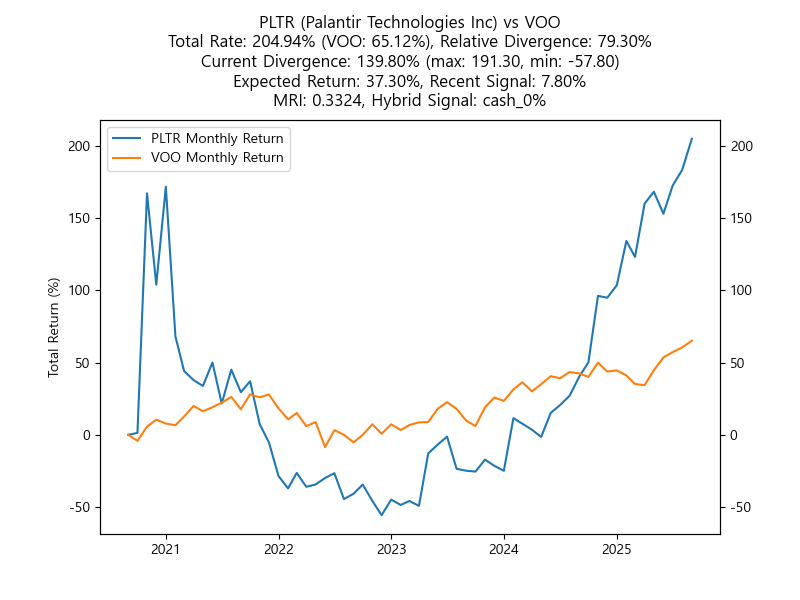 PLTR (Palantir Technologies Inc) vs VOO
Total Rate: 204.94% (VOO: 65.12%), Relative Divergence: 79.30%
Current Divergence: 139.80% (max: 191.30, min: -57.80)
Expected Return: 37.30%, Recent Signal: 7.80%
MRI: 0.3324, Hybrid Signal: cash_0%
PLTR Monthly Return
VOO Monthly Return
Total Return (%)
200
150
100
50
0
-50
200
150
100
50
0
-50
2021
2022
2023
2024
2025